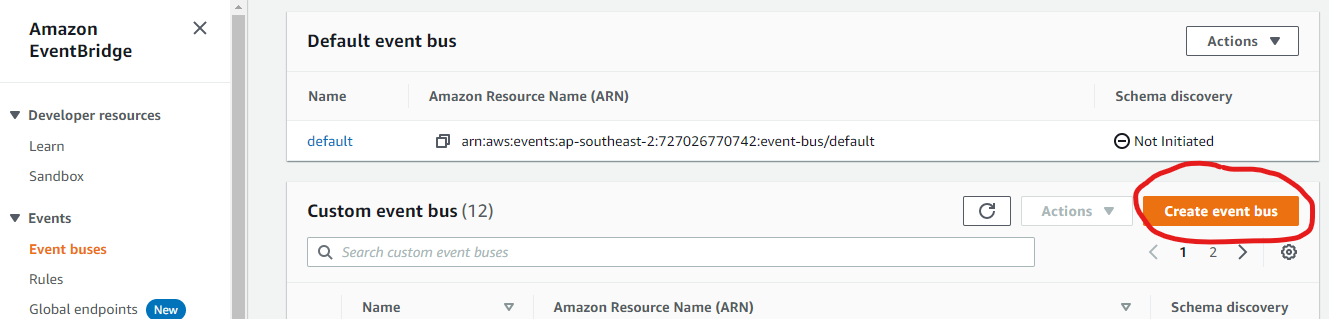 Amazon
EventBridge
Developer resources
Learn
Sandbox
Events
Event buses
Rules
Global endpoints New
Default event bus
Actions
Name Amazon Resource Name (ARN) Schema discovery
default arn:aws:events:ap-southeast-2:727026770742:event-bus/default Not Initiated
Custom event bus (12)
Actions Create event bus
Search custom event buses
1 2
Name Amazon Resource Name (ARN) Schema discovery